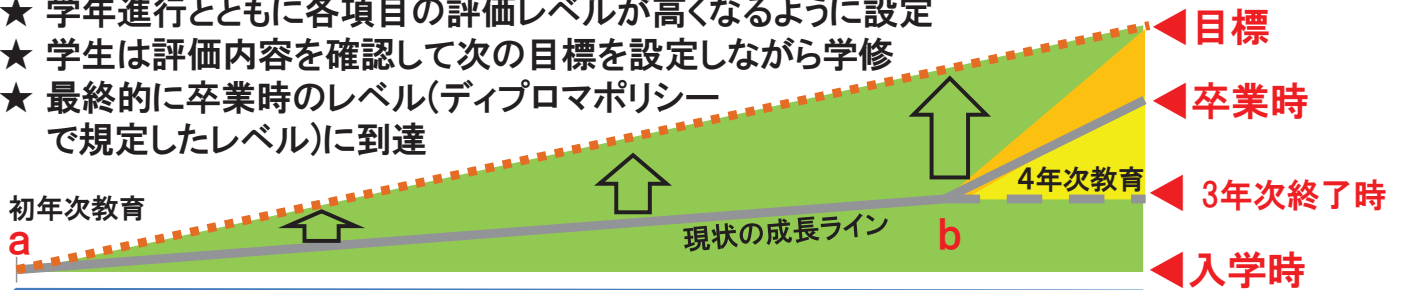 ★ 学年進行とともに各項目の評価レベルが高くなるように設定
★ 学生は評価内容を確認して次の目標を設定しながら学修
★ 最終的に卒業時のレベル(ディプロマポリシー
で規定したレベル)に到達
◀目標
◀卒業時
4年次教育
◀ 3年次終了時
初年次教育
a
現状の成長ライン
b
◀入学時